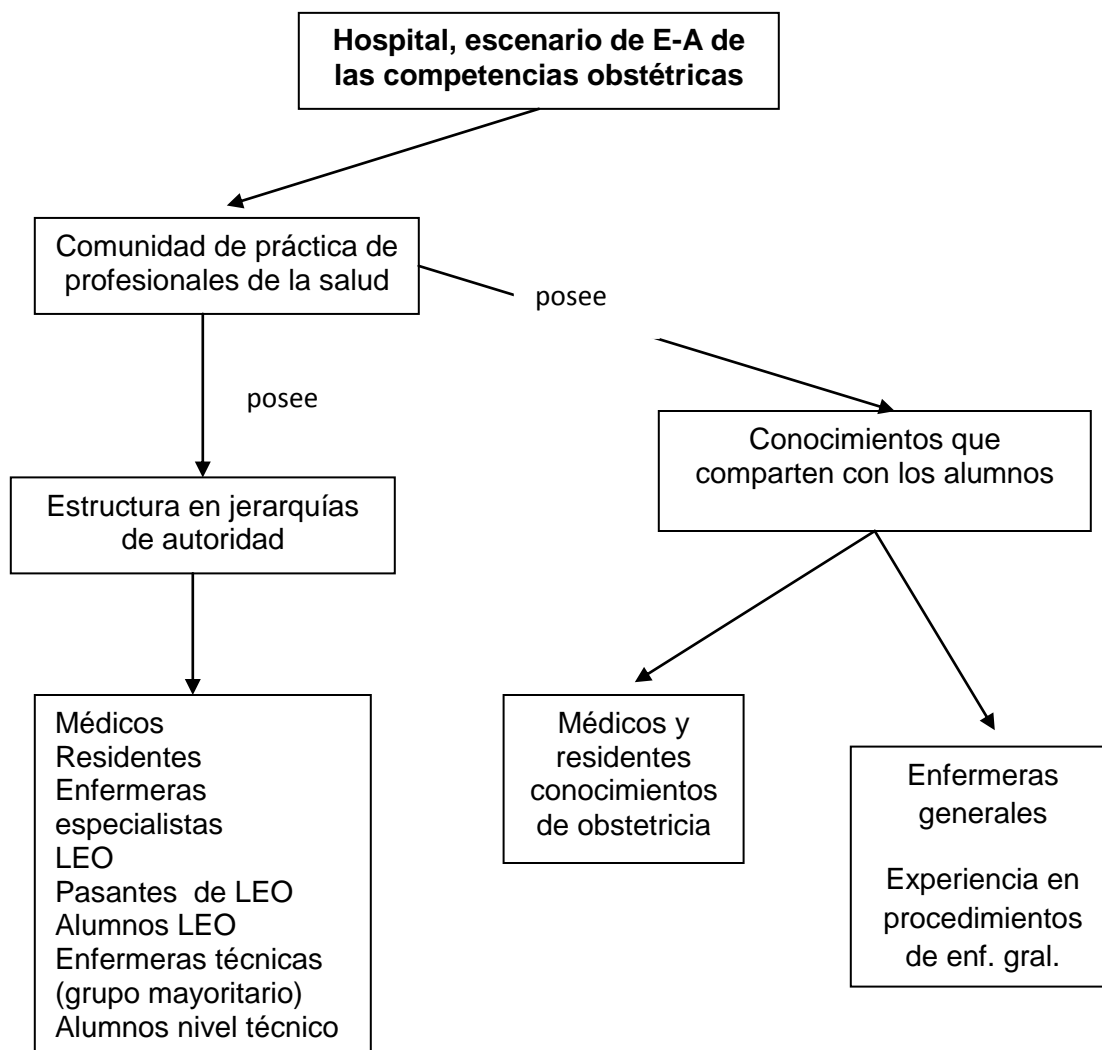 Hospital, escenario de E-A de
las competencias obstétricas
Comunidad de práctica de
profesionales de la salud
posee
posee
Conocimientos que
comparten con los alumnos
Estructura en jerarquías
de autoridad
Médicos
Residentes
Enfermeras
especialistas
LEO
Pasantes de LEO
Alumnos LEO
Enfermeras técnicas
(grupo mayoritario)
Alumnos nivel técnico
Médicos y
residentes
conocimientos
de obstetricia
Enfermeras
generales
Experiencia en
procedimientos
de enf. gral.